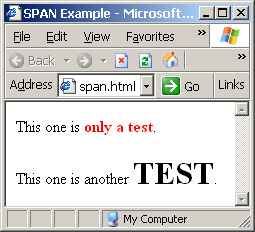 SPAN Example - Microsoft...
File Edit View Favorites »
Back »
Address span.html Go Links
This one is only a test.
This one is another TEST.
My Computer